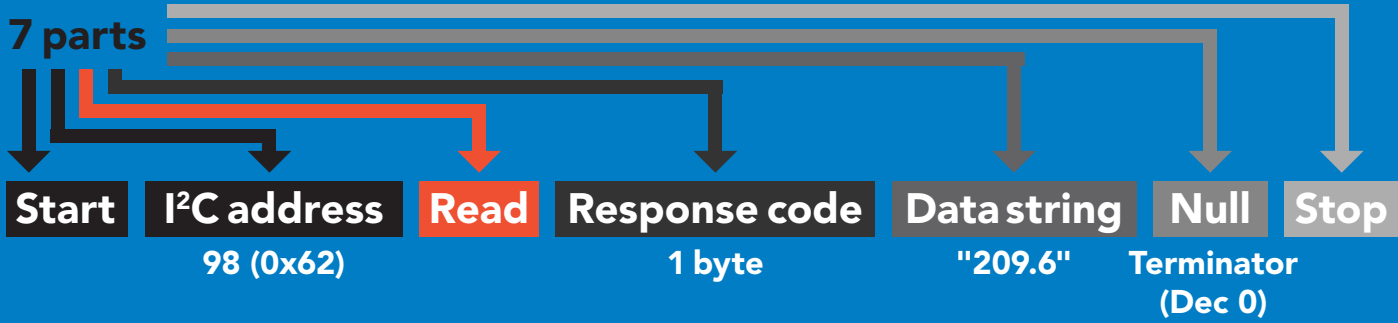 7 parts
Start I²C address Read Response code Data string Null Stop
98 (0x62) 1 byte "209.6" Terminator
(Dec 0)